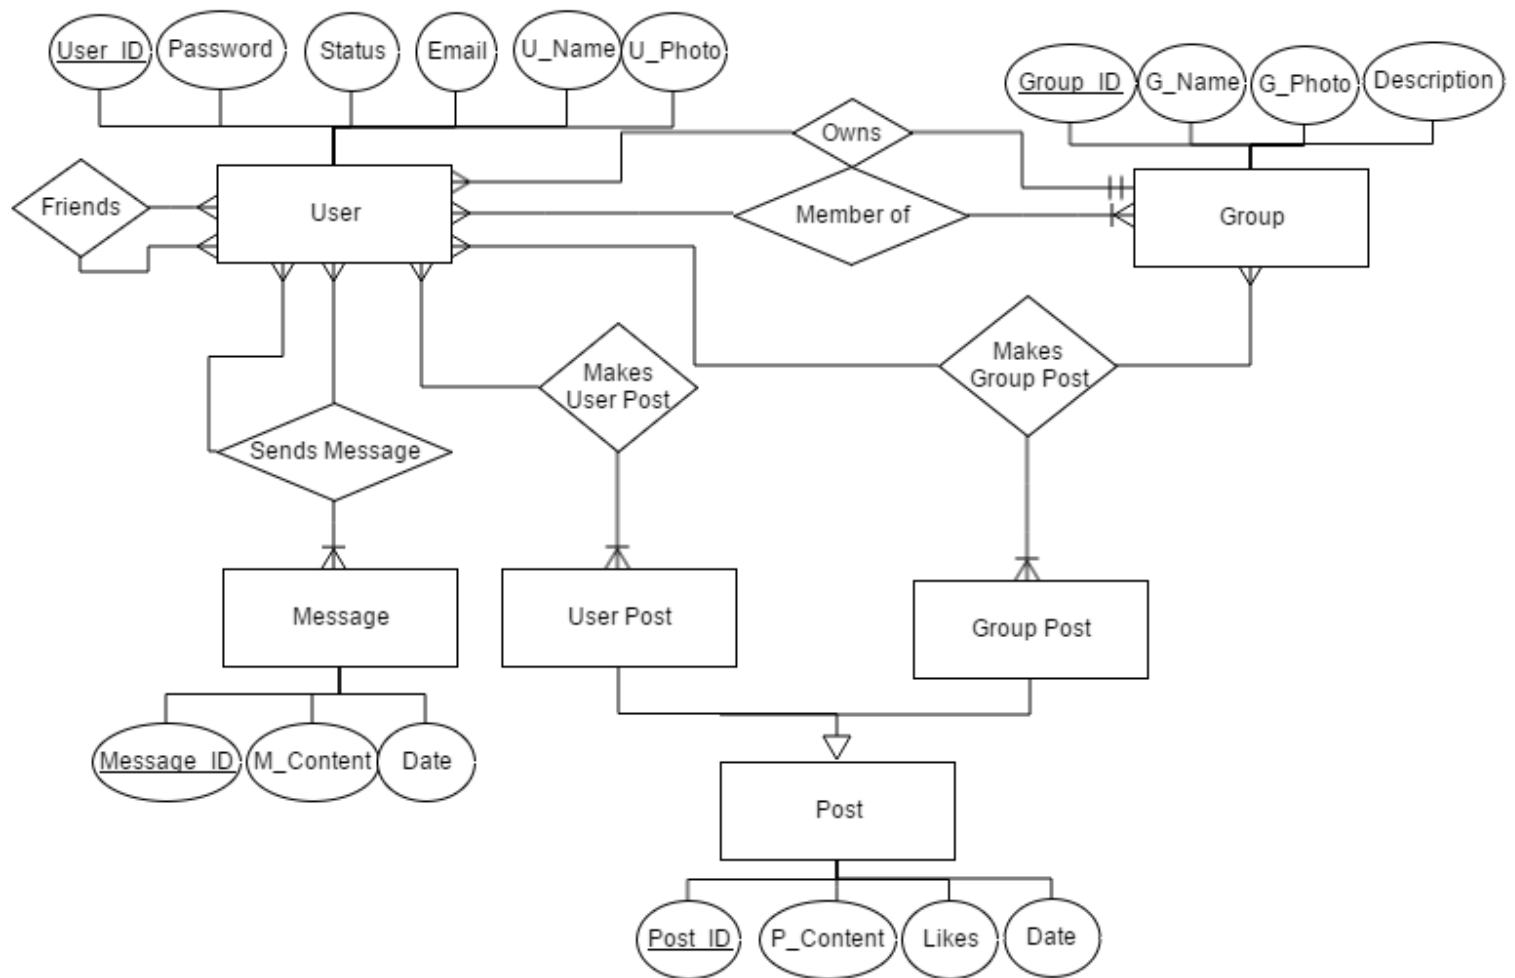 User_ID
Password
Status
Email
U_Name
U_Photo
Group_ID
G_Name
G_Photo
Description
Owns
Friends
User
Member of
Group
Makes
User Post
Makes
Group Post
Sends Message
Message
User Post
Group Post
Message_ID
M_Content
Date
Post
Post_ID
P_Content
Likes
Date